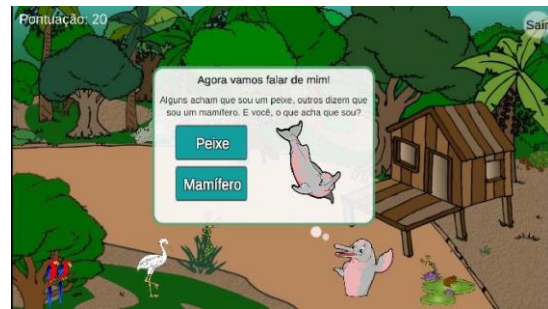 Pontuação: 20
Sair
Agora vamos falar de mim!
Alguns acham que sou um peixe, outros dizem que
sou um mamífero. E você, o que acha que sou?
Peixe
Mamífero